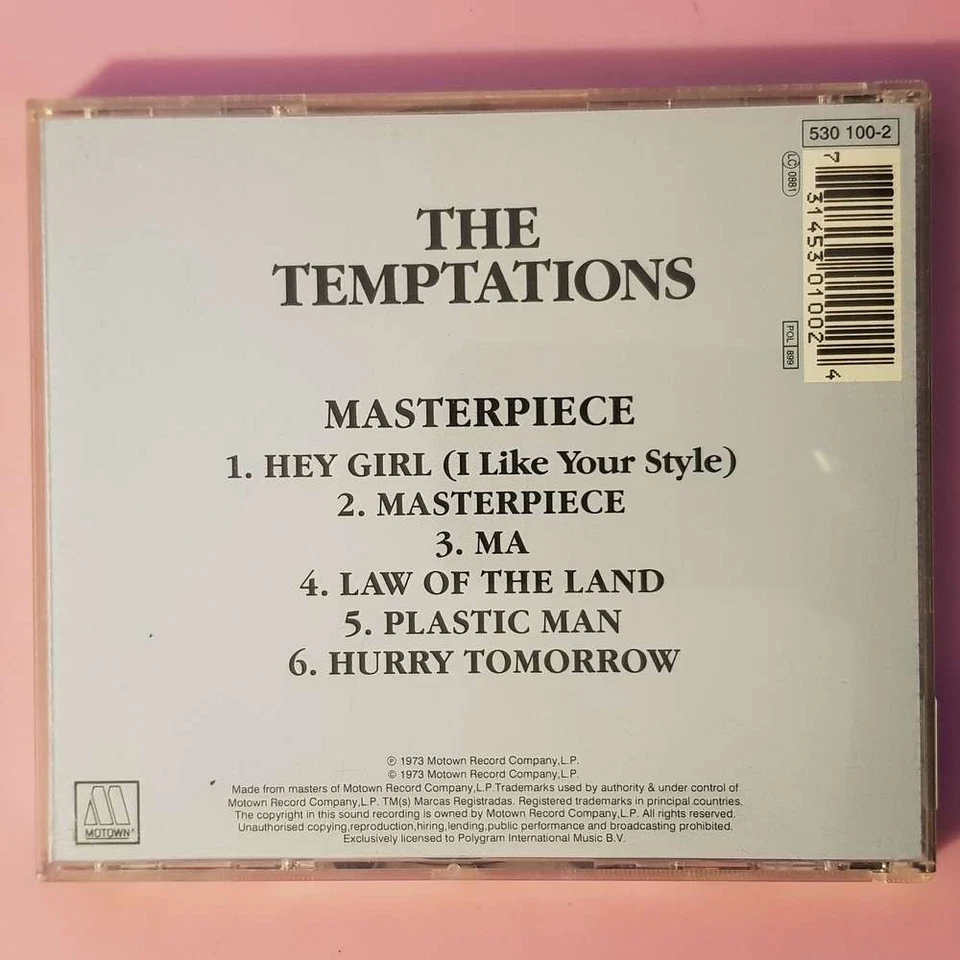 530 100-2
LC 0881
7 31453 01002 4
POL 899
THE
TEMPTATIONS
MASTERPIECE
1. HEY GIRL (I Like Your Style)
2. MASTERPIECE
3. MA
4. LAW OF THE LAND
5. PLASTIC MAN
6. HURRY TOMORROW
℗ 1973 Motown Record Company,L.P.
© 1973 Motown Record Company,L.P.
Made from masters of Motown Record Company,L.P.Trademarks used by authority & under control of
Motown Record Company,L.P. TM(s) Marcas Registradas. Registered trademarks in principal countries.
The copyright in this sound recording is owned by Motown Record Company,L.P. All rights reserved.
Unauthorised copying,reproduction,hiring,lending,public performance and broadcasting prohibited.
Exclusively licensed to Polygram International Music B.V.
MOTOWN